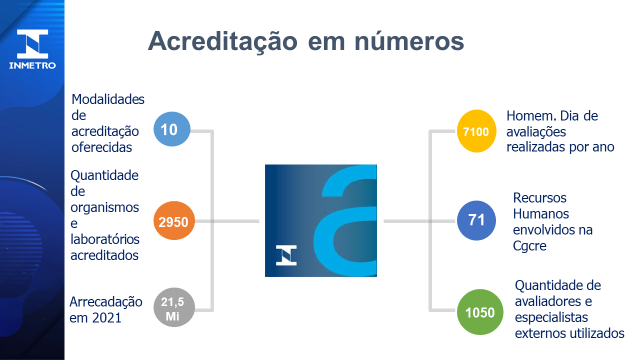 INMETRO
Acreditação em números
Modalidades
de
acreditação
oferecidas
10
Quantidade
de
organismos
e
laboratórios
acreditados
2950
Arrecadação
em 2021
21,5
Mi
7100
Homem. Dia de
avaliações
realizadas por ano
71
Recursos
Humanos
envolvidos na
Cgcre
1050
Quantidade de
avaliadores e
especialistas
externos utilizados